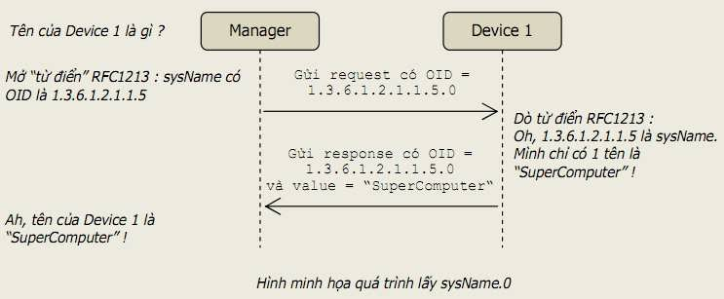 Tên của Device 1 là gì ?
Manager
Device 1
Mở “từ điển” RFC1213 : sysName có
OID là 1.3.6.1.2.1.1.5
Gửi request có OID =
1.3.6.1.2.1.1.5.0
Dò từ điển RFC1213 :
Oh, 1.3.6.1.2.1.1.5 là sysName.
Mình chỉ có 1 tên là
“SuperComputer” !
Gửi response có OID =
1.3.6.1.2.1.1.5.0
và value = “SuperComputer“
Ah, tên của Device 1 là
“SuperComputer” !
Hình minh họa quá trình lấy sysName.0